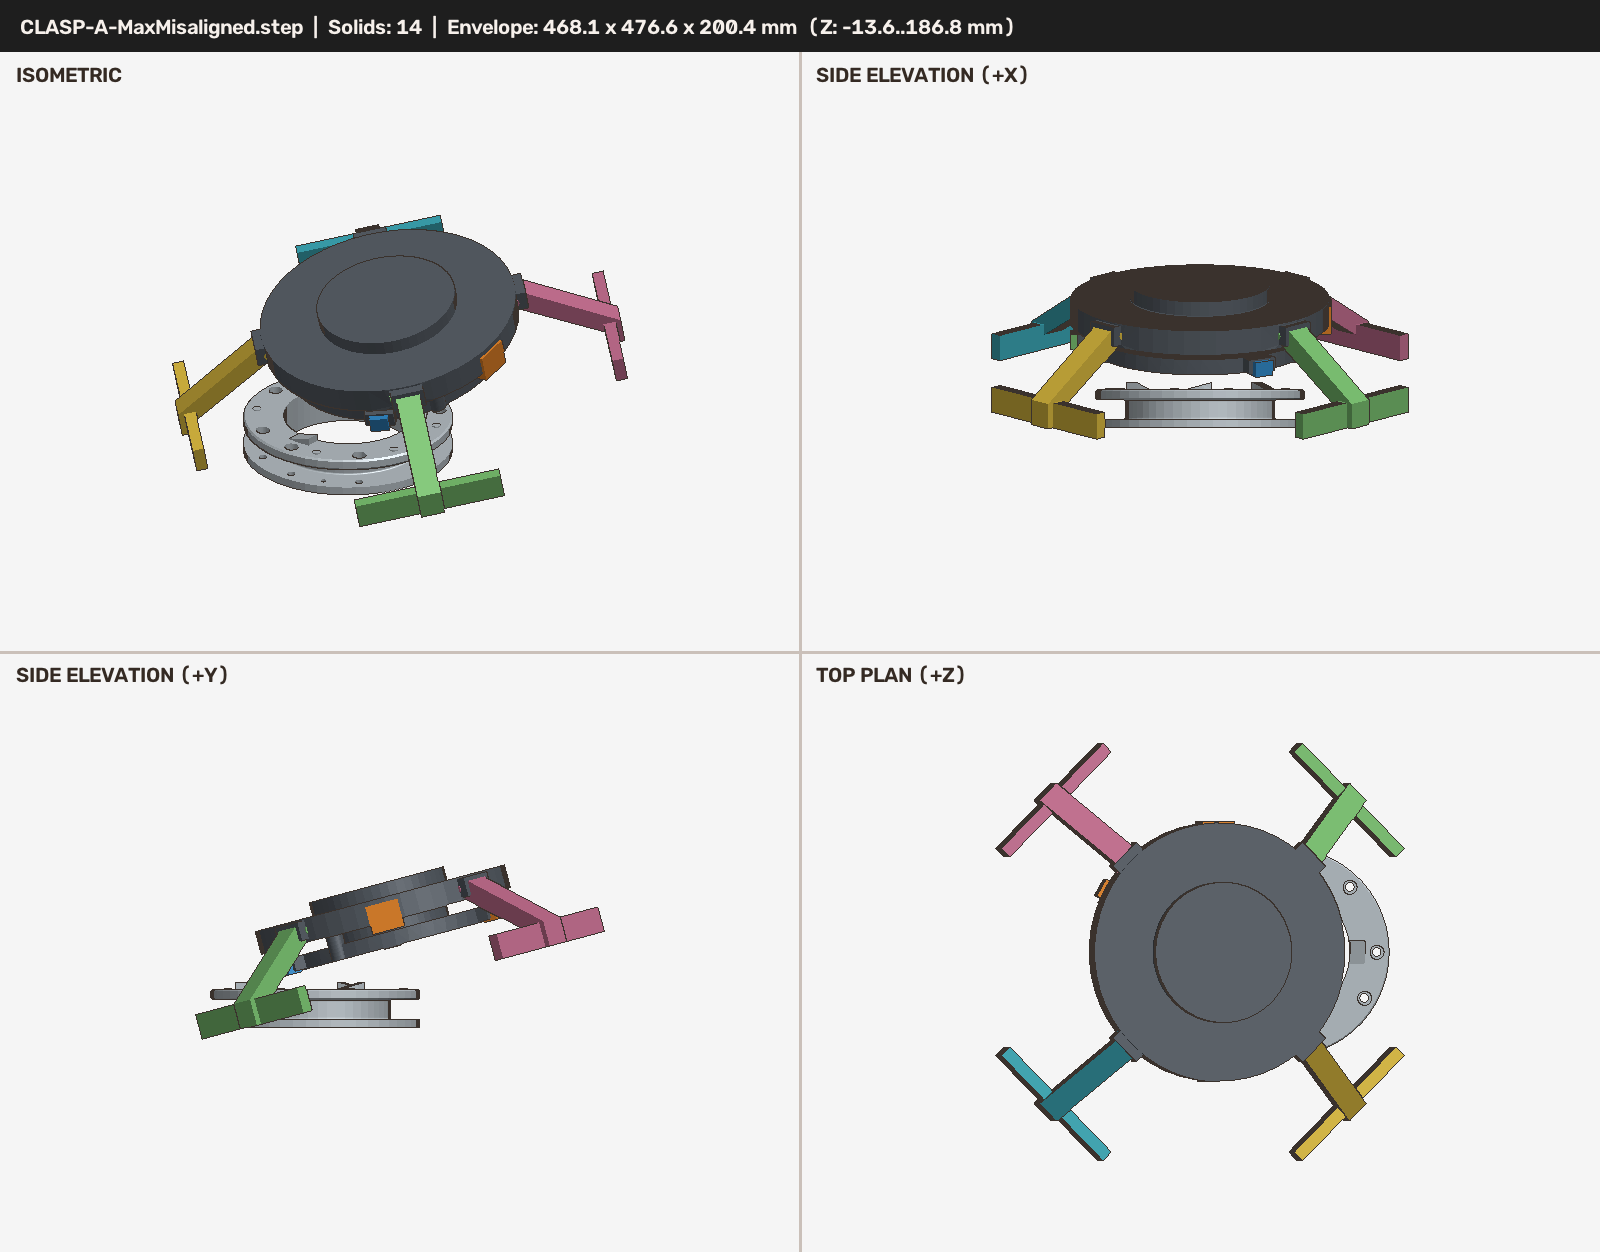 CLASP-A-MaxMisaligned.step | Solids: 14 | Envelope: 468.1 x 476.6 x 200.4 mm (Z: -13.6..186.8 mm)
ISOMETRIC
SIDE ELEVATION (+X)
SIDE ELEVATION (+Y)
TOP PLAN (+Z)